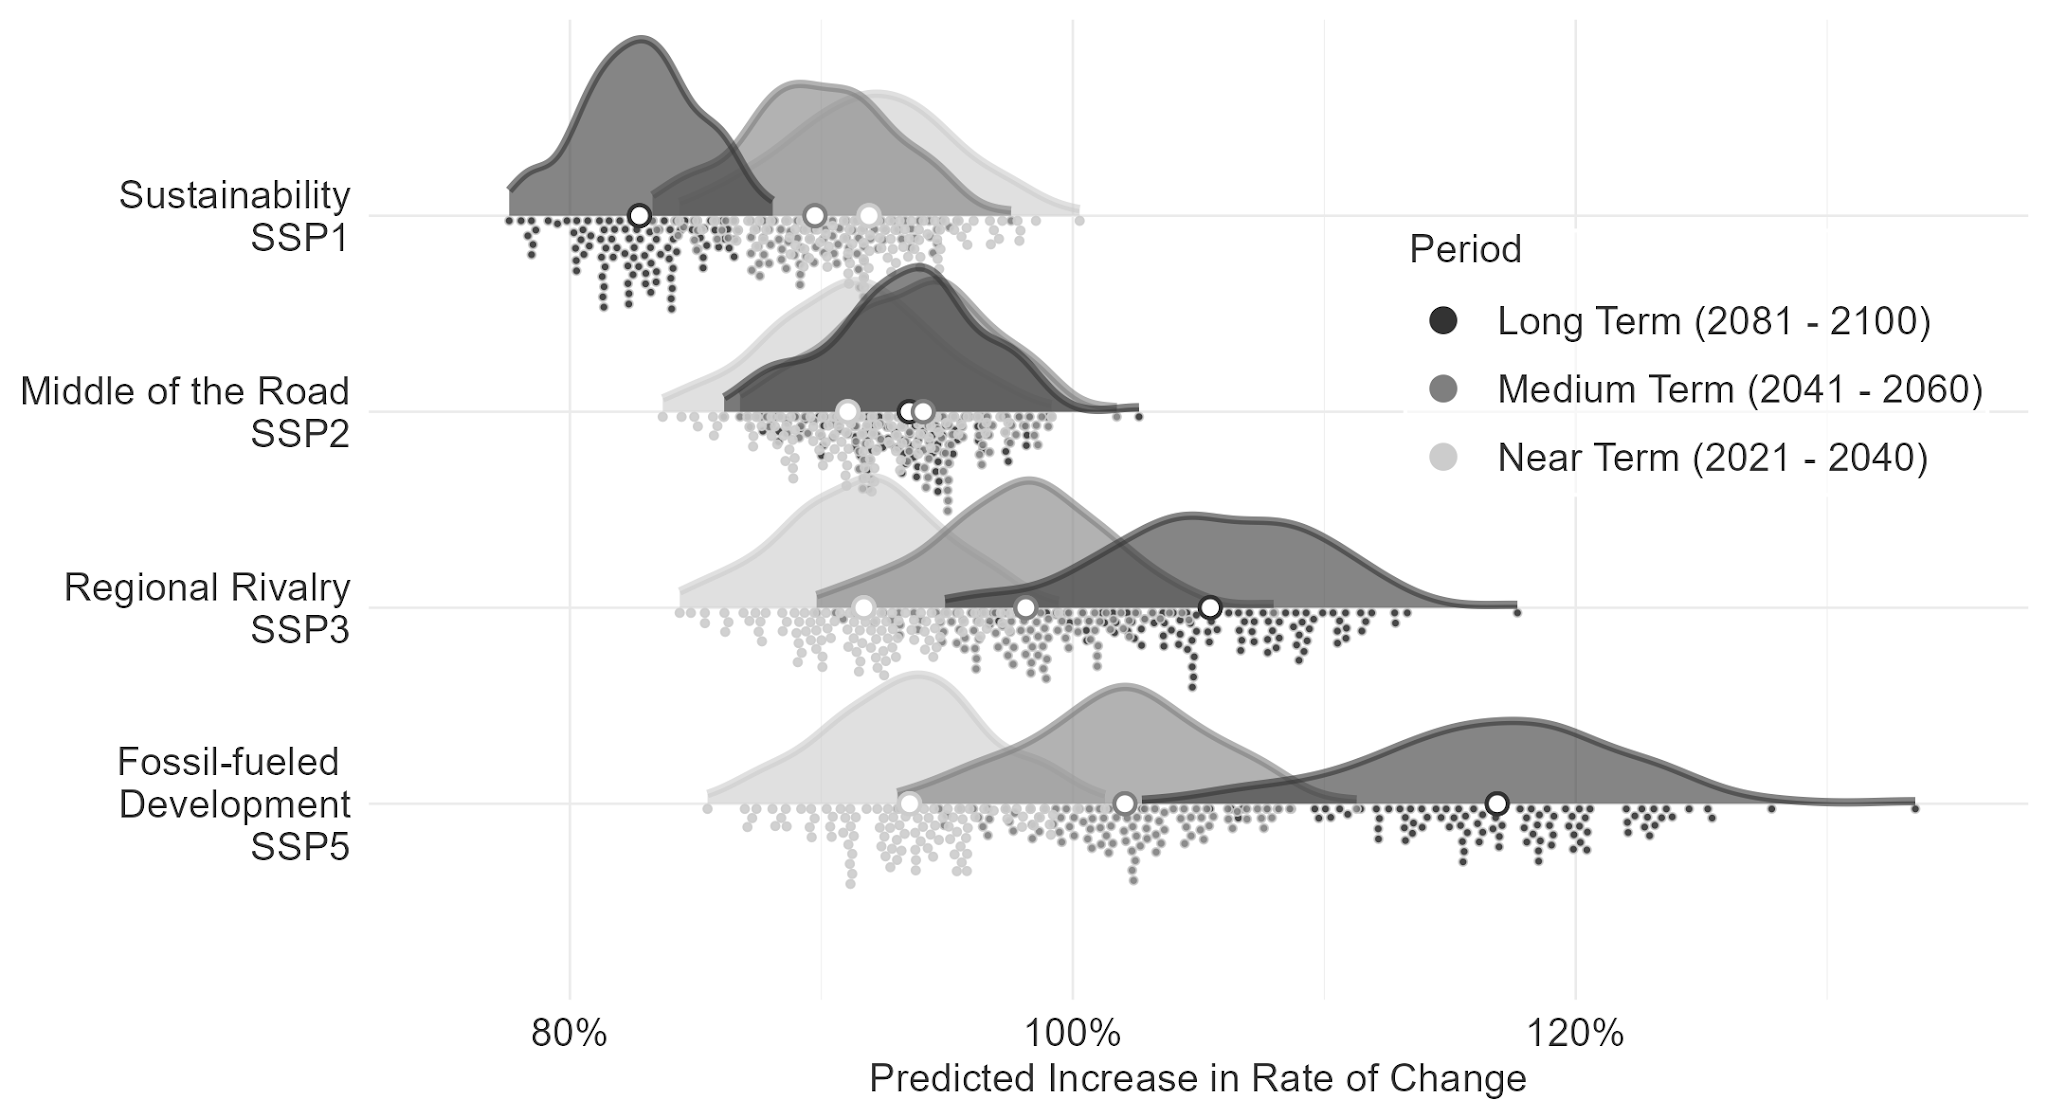 Sustainability
SSP1
Middle of the Road
SSP2
Regional Rivalry
SSP3
Fossil-fueled
Development
SSP5
Period
Long Term (2081 - 2100)
Medium Term (2041 - 2060)
Near Term (2021 - 2040)
80%
100%
120%
Predicted Increase in Rate of Change